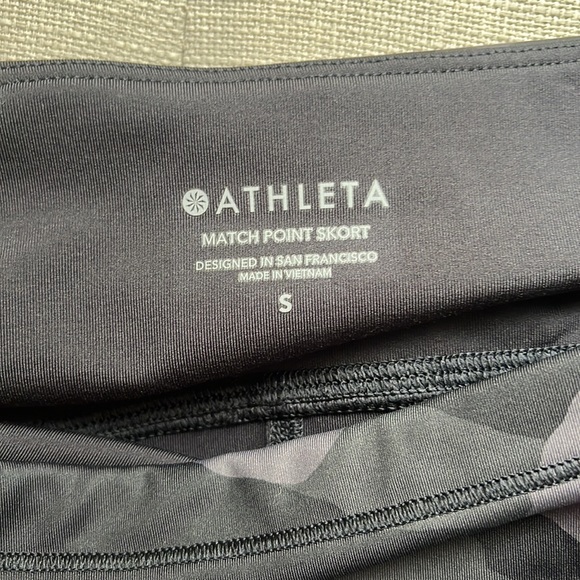 ATHLETA
MATCH POINT SKORT
DESIGNED IN SAN FRANCISCO
MADE IN VIETNAM
S